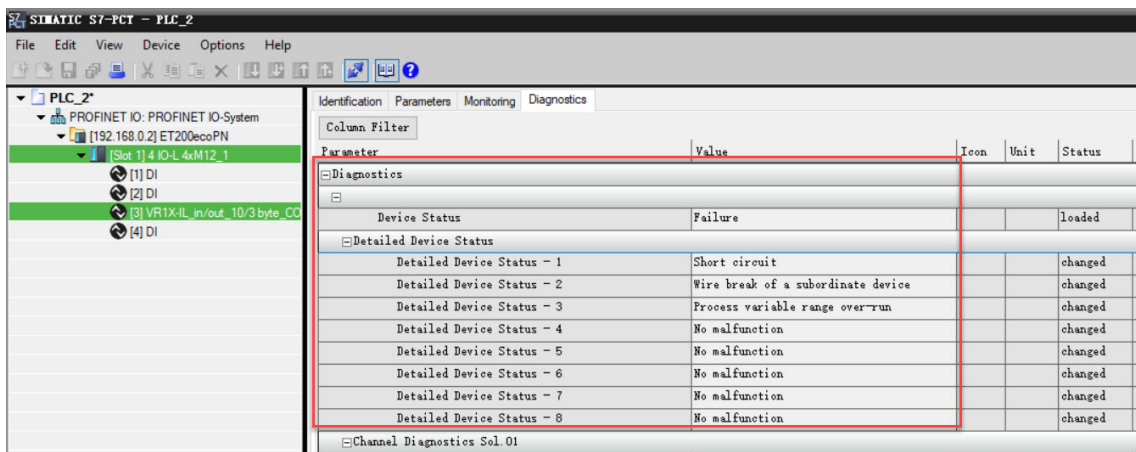 SIMATIC S7-PCT - PLC_2
File Edit View Device Options Help
PLC_2*
PROFINET IO: PROFINET IO-System
[192.168.0.2] ET200ecoPN
[Slot 1] 4 IO-L 4xM12_1
[1] DI
[2] DI
[3] VR1X-IL_in/out_10/3 byte_CO
[4] DI
Identification Parameters Monitoring Diagnostics
Column Filter
Parameter Value Icon Unit Status
Diagnostics
Device Status Failure loaded
Detailed Device Status
Detailed Device Status - 1 Short circuit changed
Detailed Device Status - 2 Wire break of a subordinate device changed
Detailed Device Status - 3 Process variable range over-run changed
Detailed Device Status - 4 No malfunction changed
Detailed Device Status - 5 No malfunction changed
Detailed Device Status - 6 No malfunction changed
Detailed Device Status - 7 No malfunction changed
Detailed Device Status - 8 No malfunction changed
Channel Diagnostics Sol.01